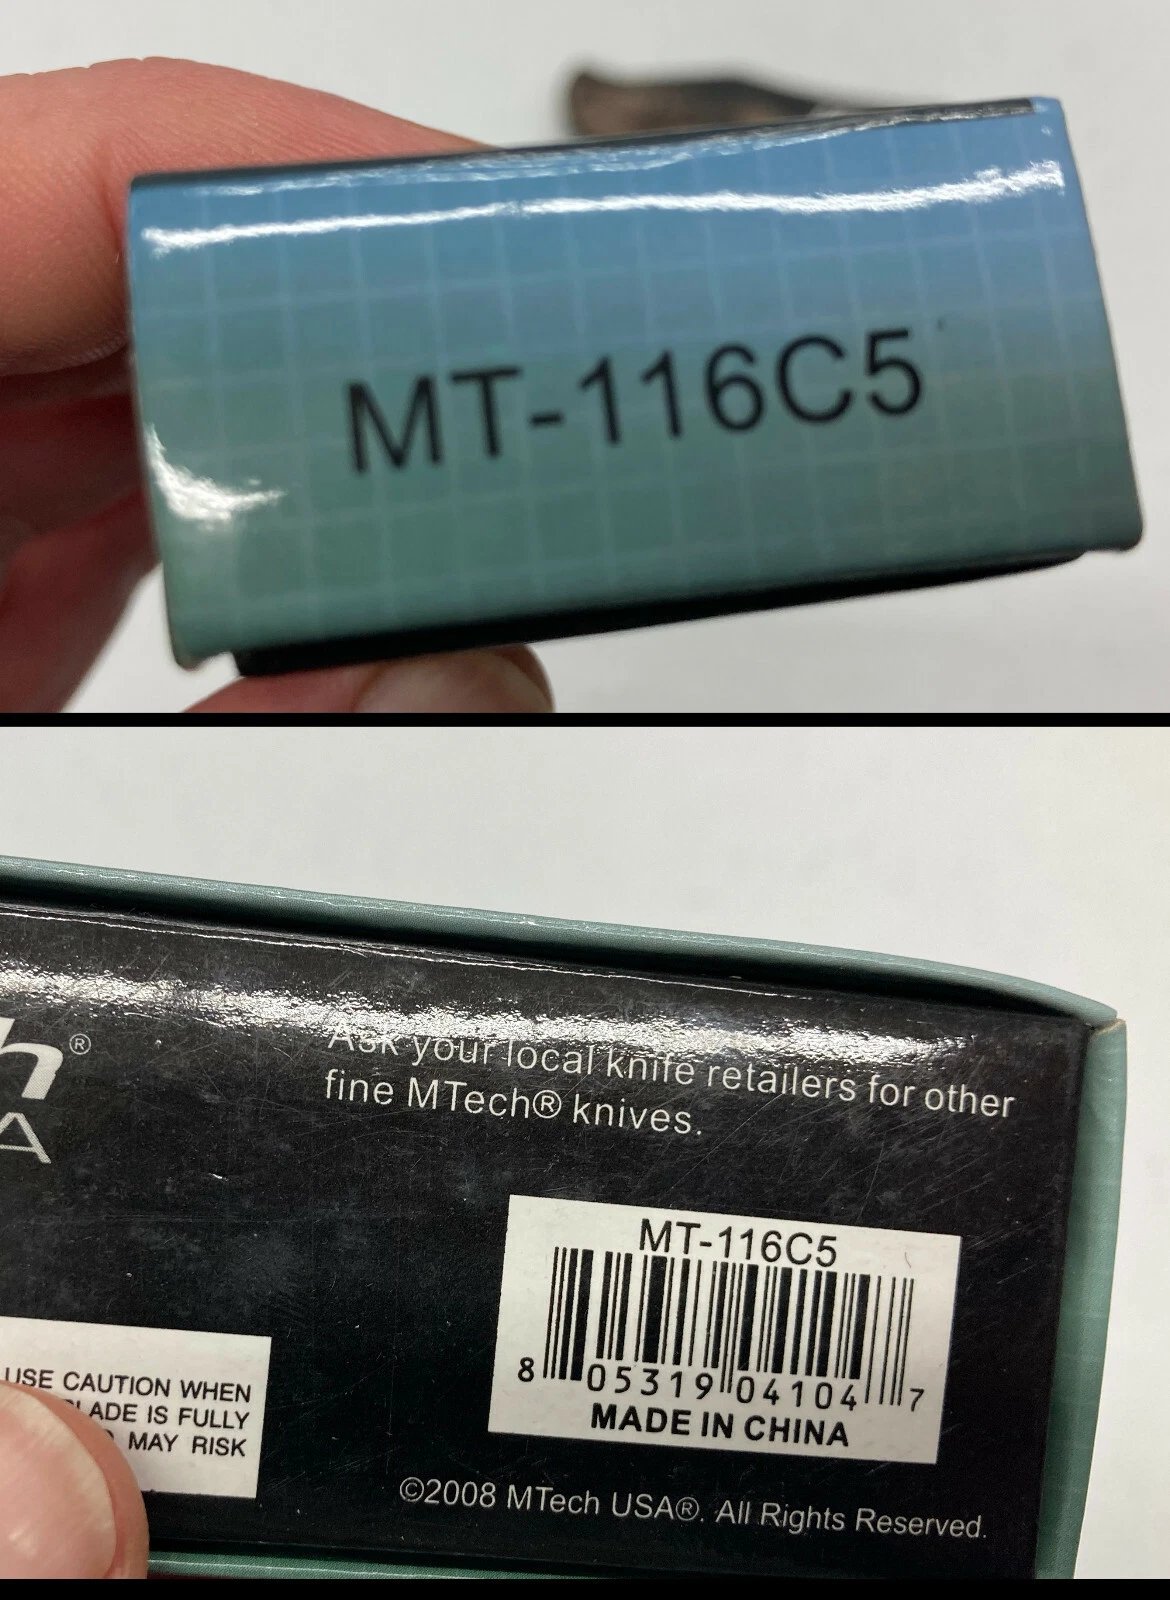 MT-116C5
h®
A
Ask your local knife retailers for other
fine MTech® knives.
MT-116C5
8 05319 04104 7
MADE IN CHINA
USE CAUTION WHEN
BLADE IS FULLY
MAY RISK
©2008 MTech USA®. All Rights Reserved.